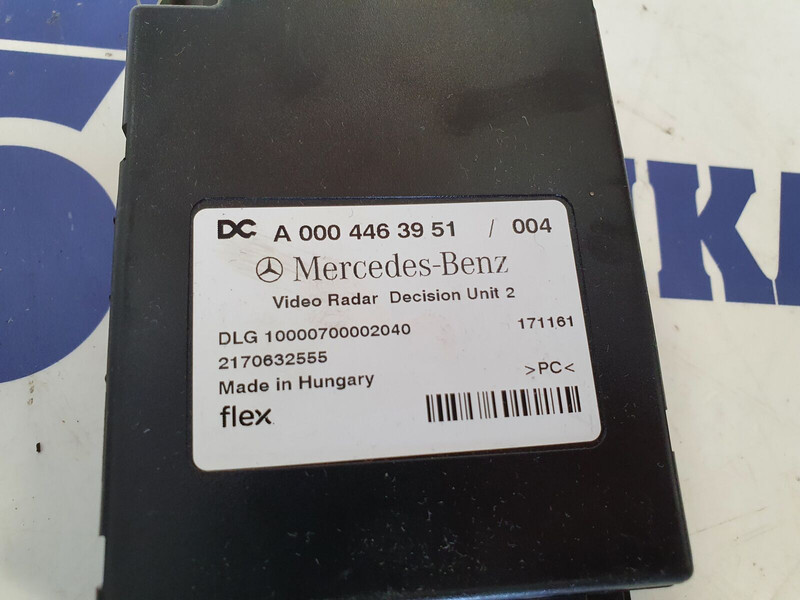 DC A 000 446 39 51 / 004
Mercedes-Benz
Video Radar Decision Unit 2
DLG 10000700002040 171161
2170632555
Made in Hungary >PC<
flex